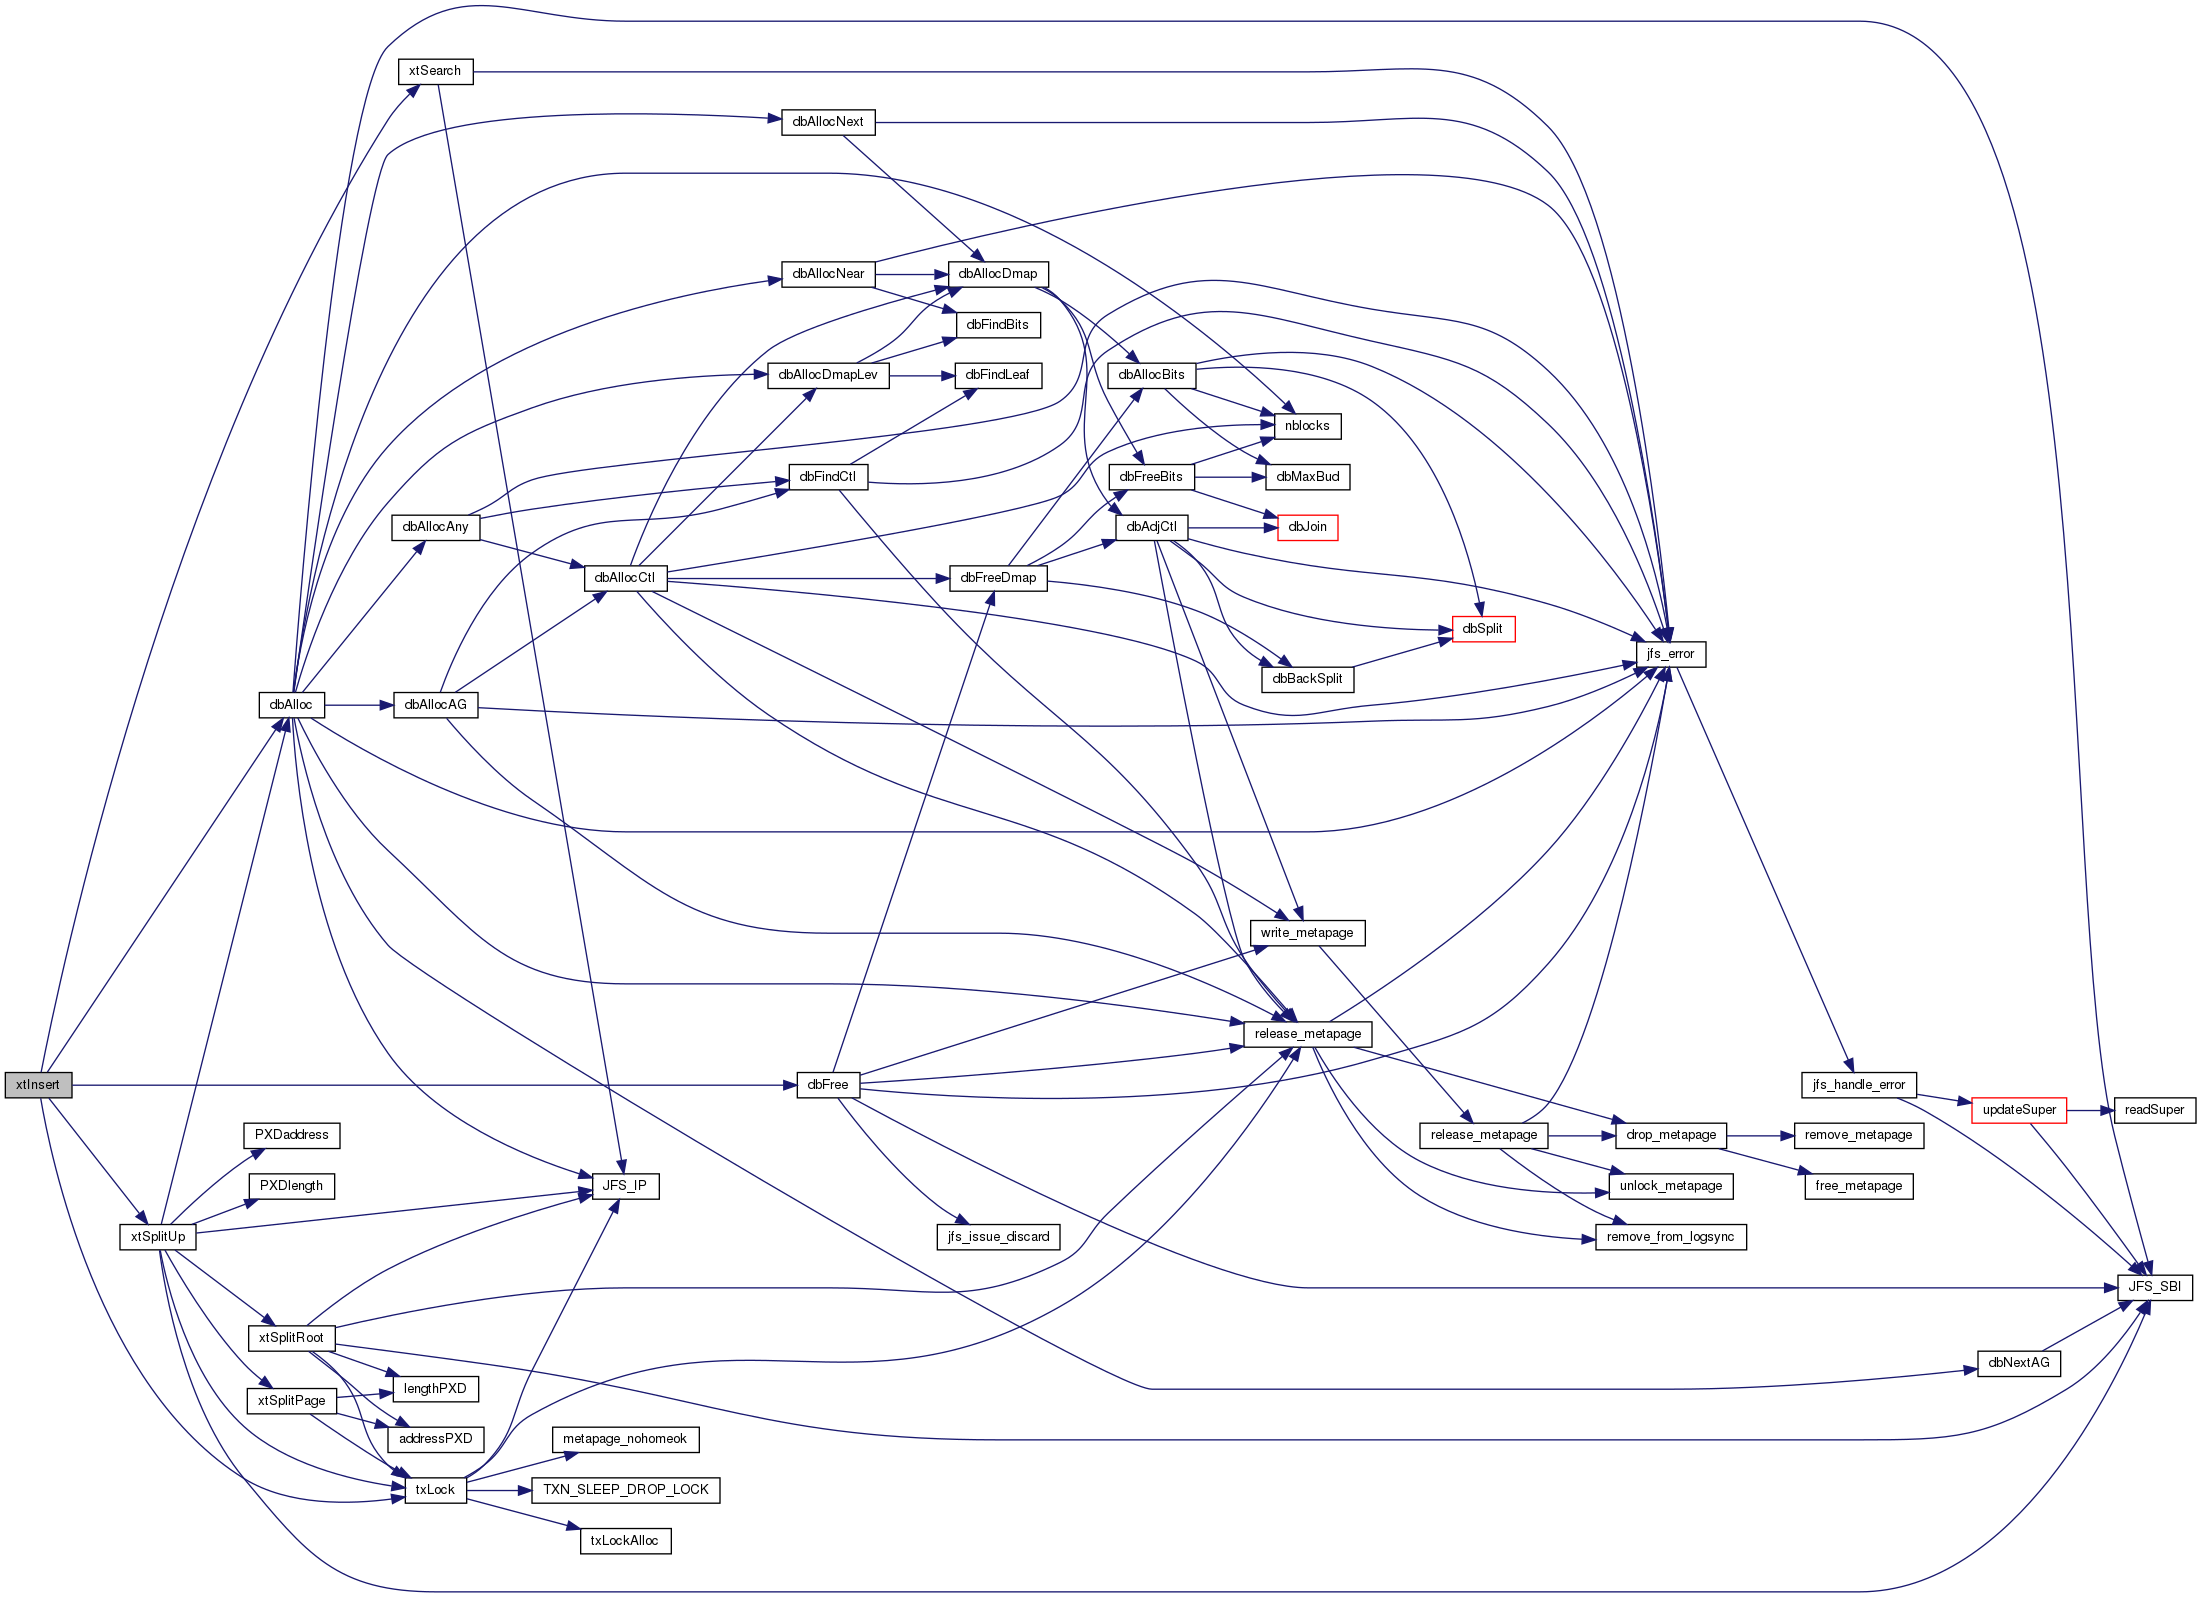 xtSearch
dbAllocNext
dbAllocNear
dbAllocDmap
dbFindBits
dbAllocDmapLev
dbFindLeaf
dbAllocBits
nblocks
dbFindCtl
dbFreeBits
dbMaxBud
dbAllocAny
dbAdjCtl
dbJoin
dbAllocCtl
dbFreeDmap
dbSplit
jfs_error
dbBackSplit
dbAlloc
dbAllocAG
write_metapage
release_metapage
xtInsert
dbFree
jfs_handle_error
updateSuper
readSuper
PXDaddress
release_metapage
drop_metapage
remove_metapage
PXDlength
JFS_IP
unlock_metapage
free_metapage
xtSplitUp
jfs_issue_discard
remove_from_logsync
JFS_SBI
xtSplitRoot
dbNextAG
lengthPXD
xtSplitPage
addressPXD
metapage_nohomeok
txLock
TXN_SLEEP_DROP_LOCK
txLockAlloc